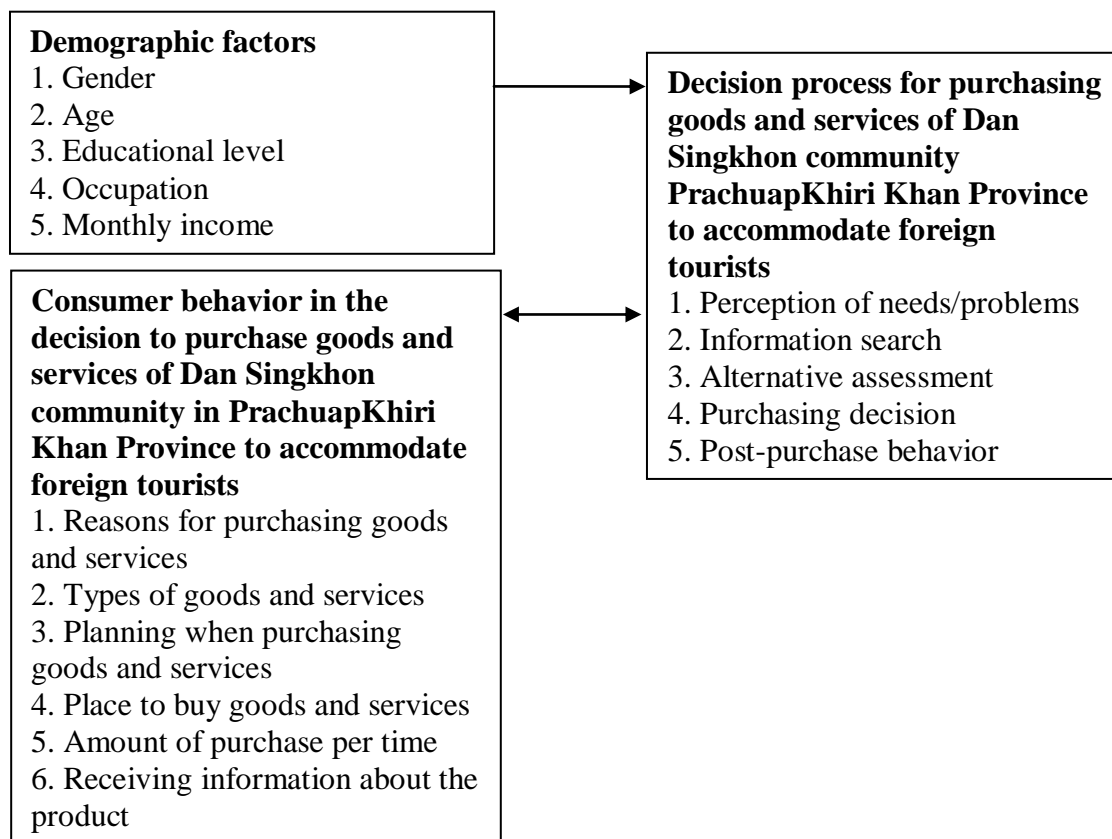 Demographic factors
1. Gender
2. Age
3. Educational level
4. Occupation
5. Monthly income
Decision process for purchasing
goods and services of Dan
Singkhon community
PrachuapKhiri Khan Province
to accommodate foreign
tourists
1. Perception of needs/problems
2. Information search
3. Alternative assessment
4. Purchasing decision
5. Post-purchase behavior
Consumer behavior in the
decision to purchase goods and
services of Dan Singkhon
community in PrachuapKhiri
Khan Province to accommodate
foreign tourists
1. Reasons for purchasing goods
and services
2. Types of goods and services
3. Planning when purchasing
goods and services
4. Place to buy goods and services
5. Amount of purchase per time
6. Receiving information about the
product